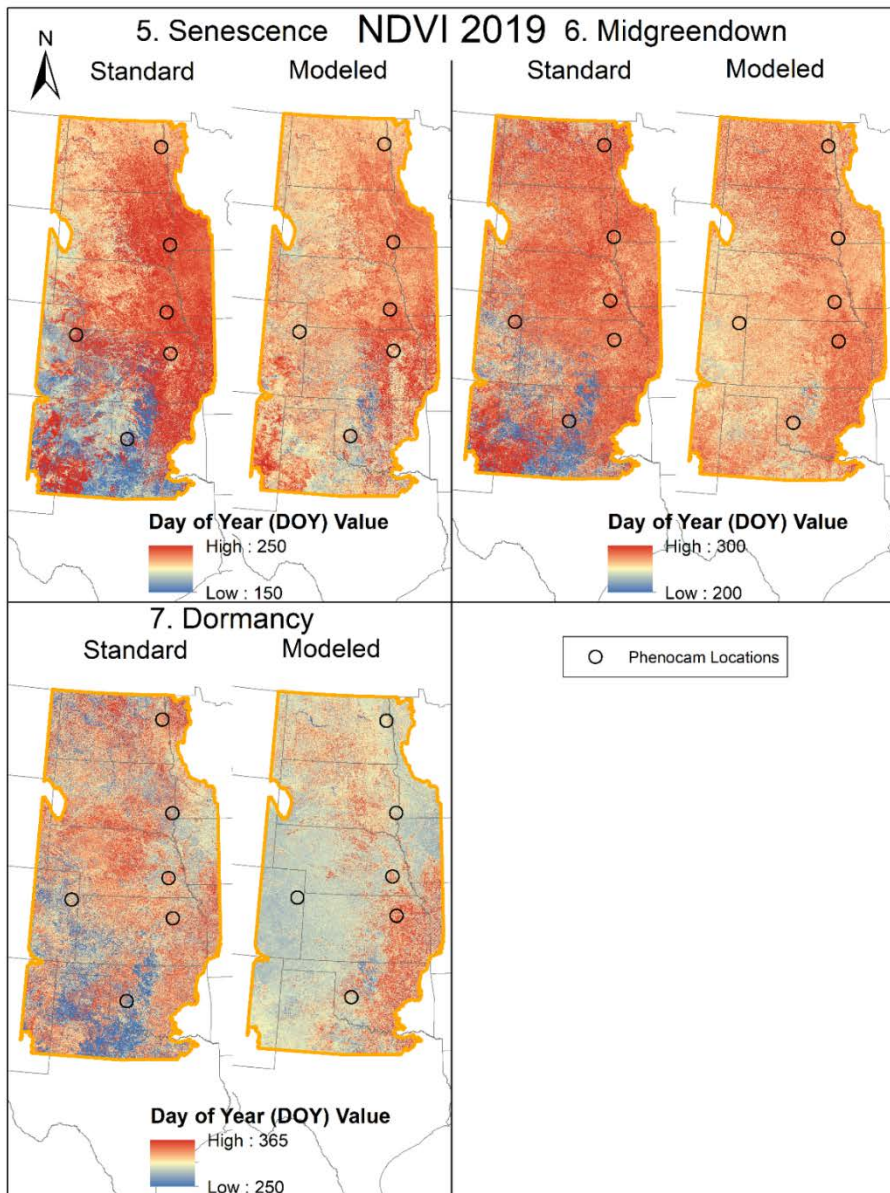 NDVI 2019
5. Senescence
6. Midgreendown
N
Standard
Modeled
Standard
Modeled
Day of Year (DOY) Value
High : 250
Low : 150
Day of Year (DOY) Value
High : 300
Low : 200
7. Dormancy
Standard
Modeled
Phenocam Locations
Day of Year (DOY) Value
High : 365
Low : 250